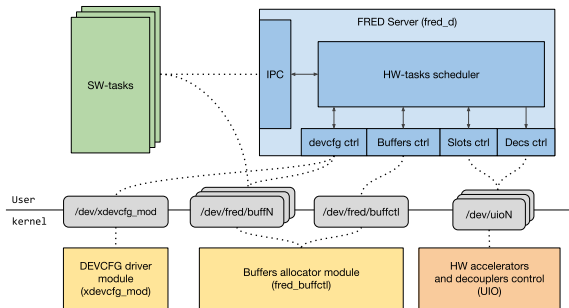 FRED Server (fred_d)
SW-tasks
IPC
HW-tasks scheduler
devcfg ctrl
Buffers ctrl
Slots ctrl
Decs ctrl
User
kernel
/dev/xdevcfg_mod
/dev/fred/buffN
/dev/fred/buffctl
/dev/uioN
DEVCFG driver
module
(xdevcfg_mod)
Buffers allocator module
(fred_buffctl)
HW accelerators
and decouplers control
(UIO)